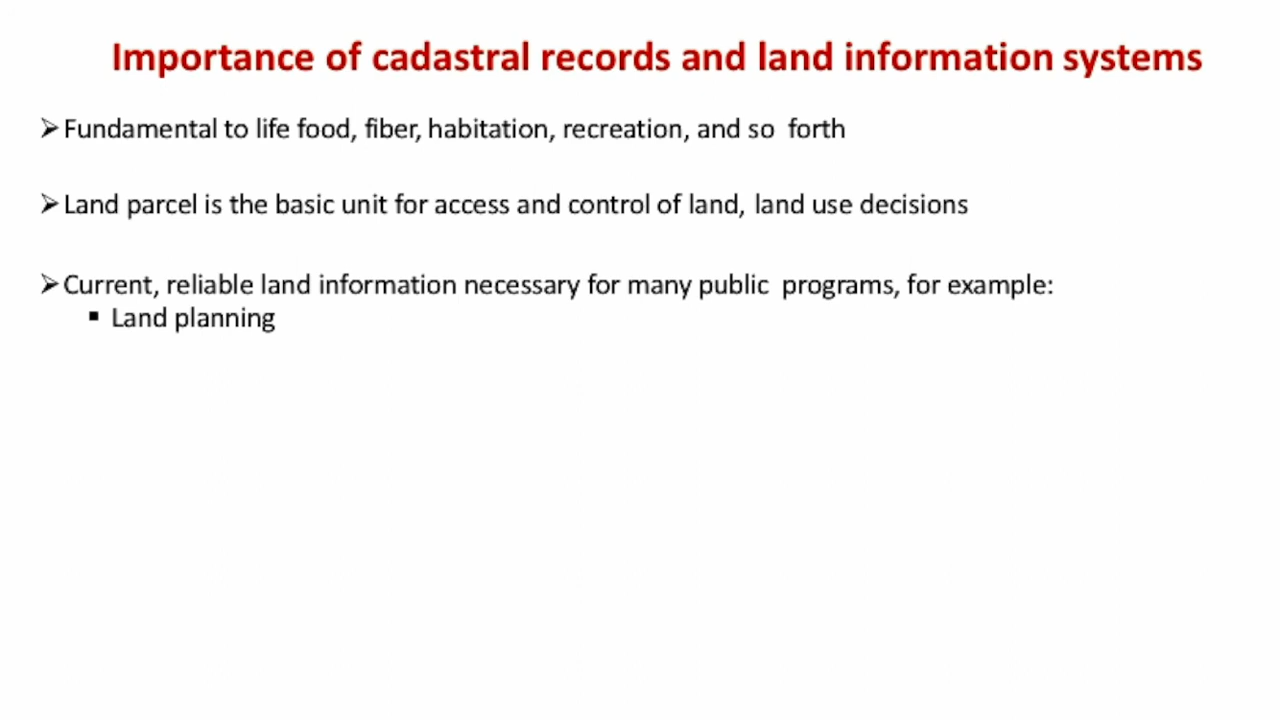 Importance of cadastral records and land information systems
➢Fundamental to life food, fiber, habitation, recreation, and so forth
➢Land parcel is the basic unit for access and control of land, land use decisions
➢Current, reliable land information necessary for many public programs, for example:
▪ Land planning